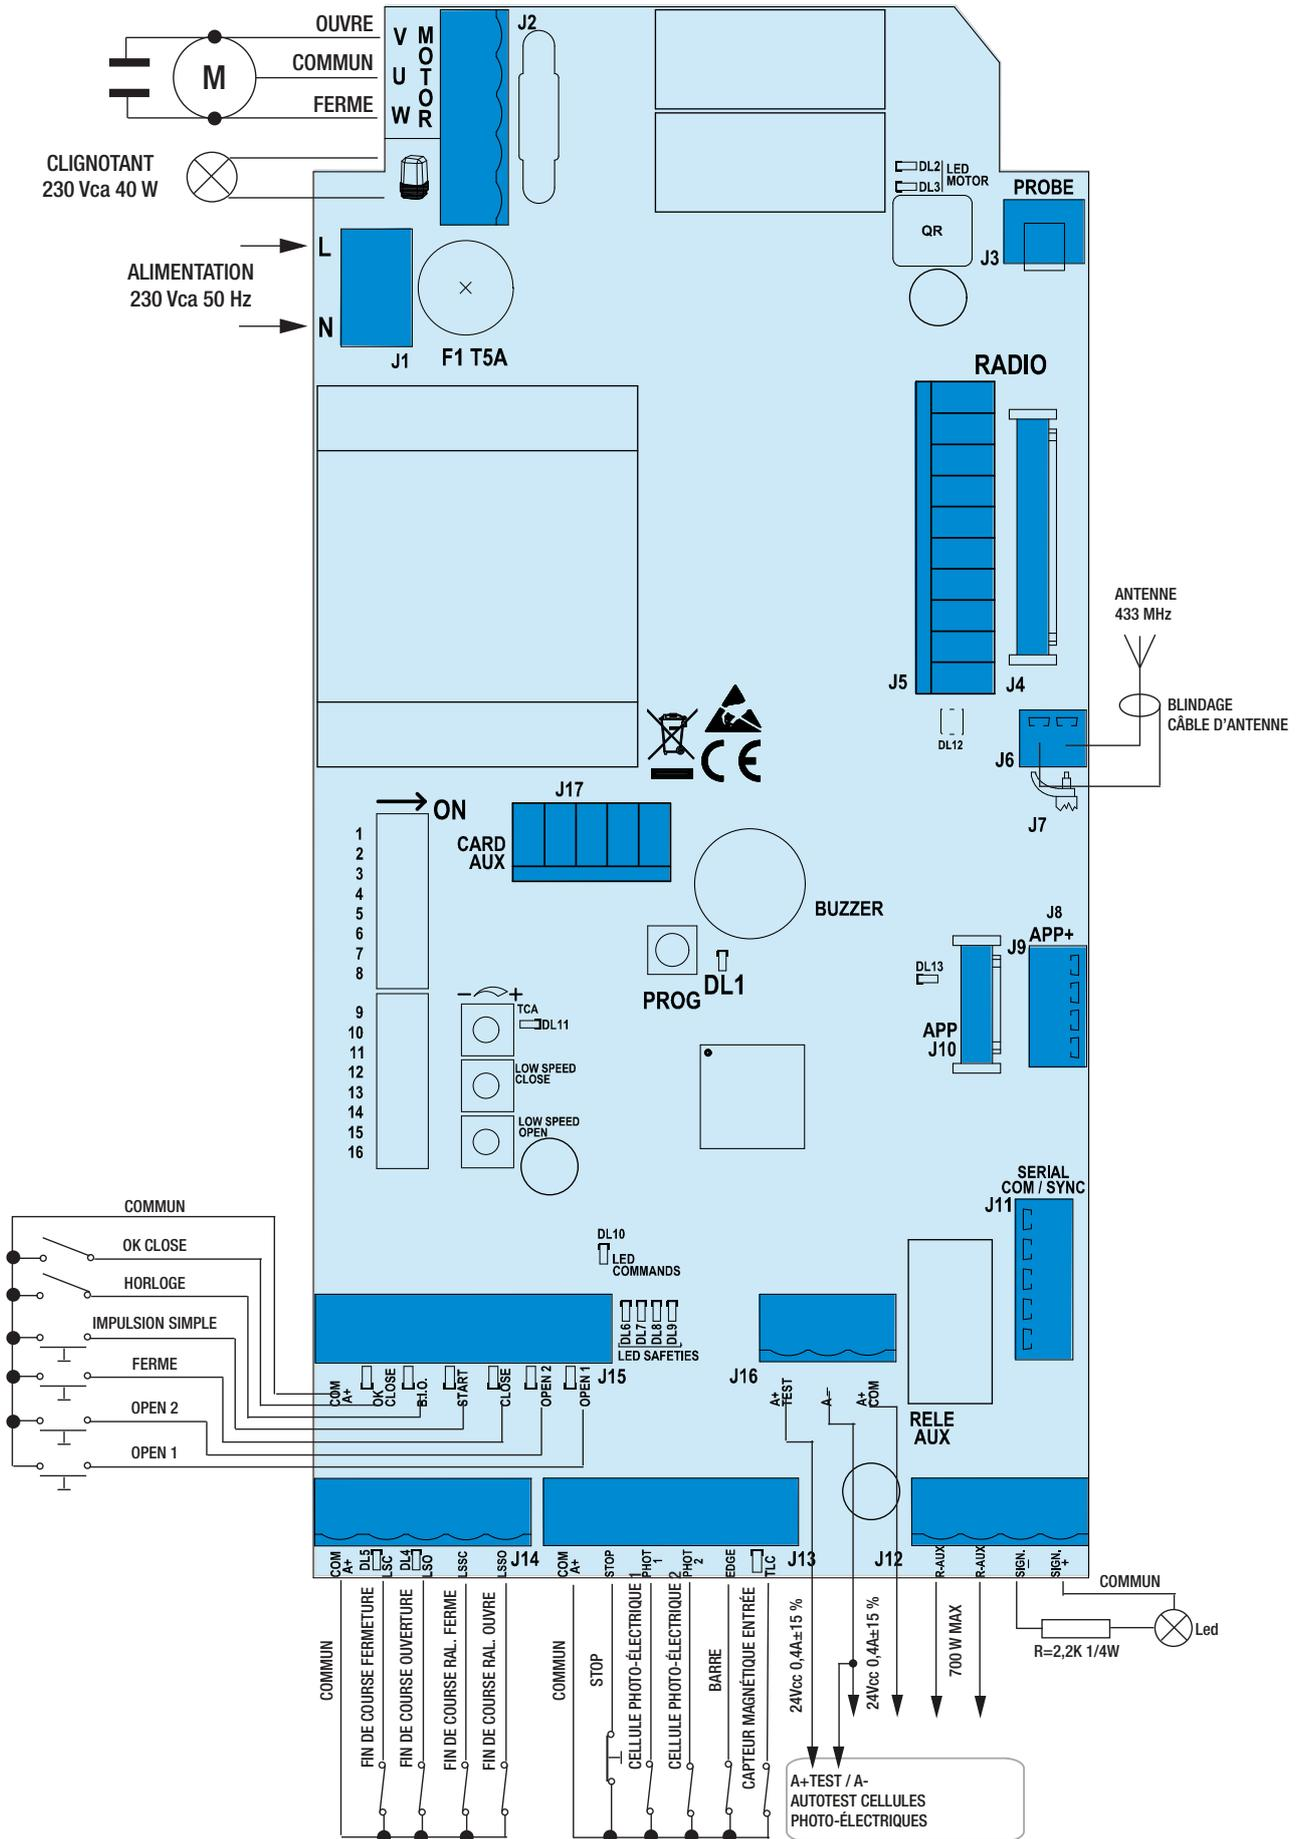 OUVRE
COMMUN
FERME
M
V
U
W
MOTOR
J2
CLIGNOTANT
230 Vca 40 W
DL2
DL3
LED
MOTOR
PROBE
QR
J3
L
ALIMENTATION
230 Vca 50 Hz
N
J1
F1 T5A
RADIO
J5
J4
DL12
ANTENNE
433 MHz
BLINDAGE
CÂBLE D'ANTENNE
J6
J7
CE
J17
CARD
AUX
ON
1
2
3
4
5
6
7
8
9
10
11
12
13
14
15
16
BUZZER
PROG
DL1
- +
TCA
DL11
LOW SPEED
CLOSE
LOW SPEED
OPEN
J8
APP+
J9
DL13
APP
J10
SERIAL
COM / SYNC
J11
COMMUN
OK CLOSE
HORLOGE
IMPULSION SIMPLE
FERME
OPEN 2
OPEN 1
DL10
LED
COMMANDS
DL6
DL7
DL8
DL9
LED SAFETIES
J15
COM
A+
OK
CLOSE
B.I.O.
START
CLOSE
OPEN 2
OPEN 1
J16
A+
TEST
A-
A+
COM
RELE
AUX
J14
COM
A+
DL5
LSC
DL4
LSO
LSSC
LSSO
J13
COM
A+
STOP
PHOT
1
PHOT
2
EDGE
TLC
J12
R-AUX
R-AUX
SIGN.
-
SIGN.
+
COMMUN
FIN DE COURSE FERMETURE
FIN DE COURSE OUVERTURE
FIN DE COURSE RAL. FERME
FIN DE COURSE RAL. OUVRE
COMMUN
STOP
CELLULE PHOTO-ÉLECTRIQUE 1
CELLULE PHOTO-ÉLECTRIQUE 2
BARRE
CAPTEUR MAGNÉTIQUE ENTRÉE
24Vcc 0,4A±15 %
24Vcc 0,4A±15 %
700 W MAX
COMMUN
Led
R=2,2K 1/4W
A+TEST / A-
AUTOTEST CELLULES
PHOTO-ÉLECTRIQUES